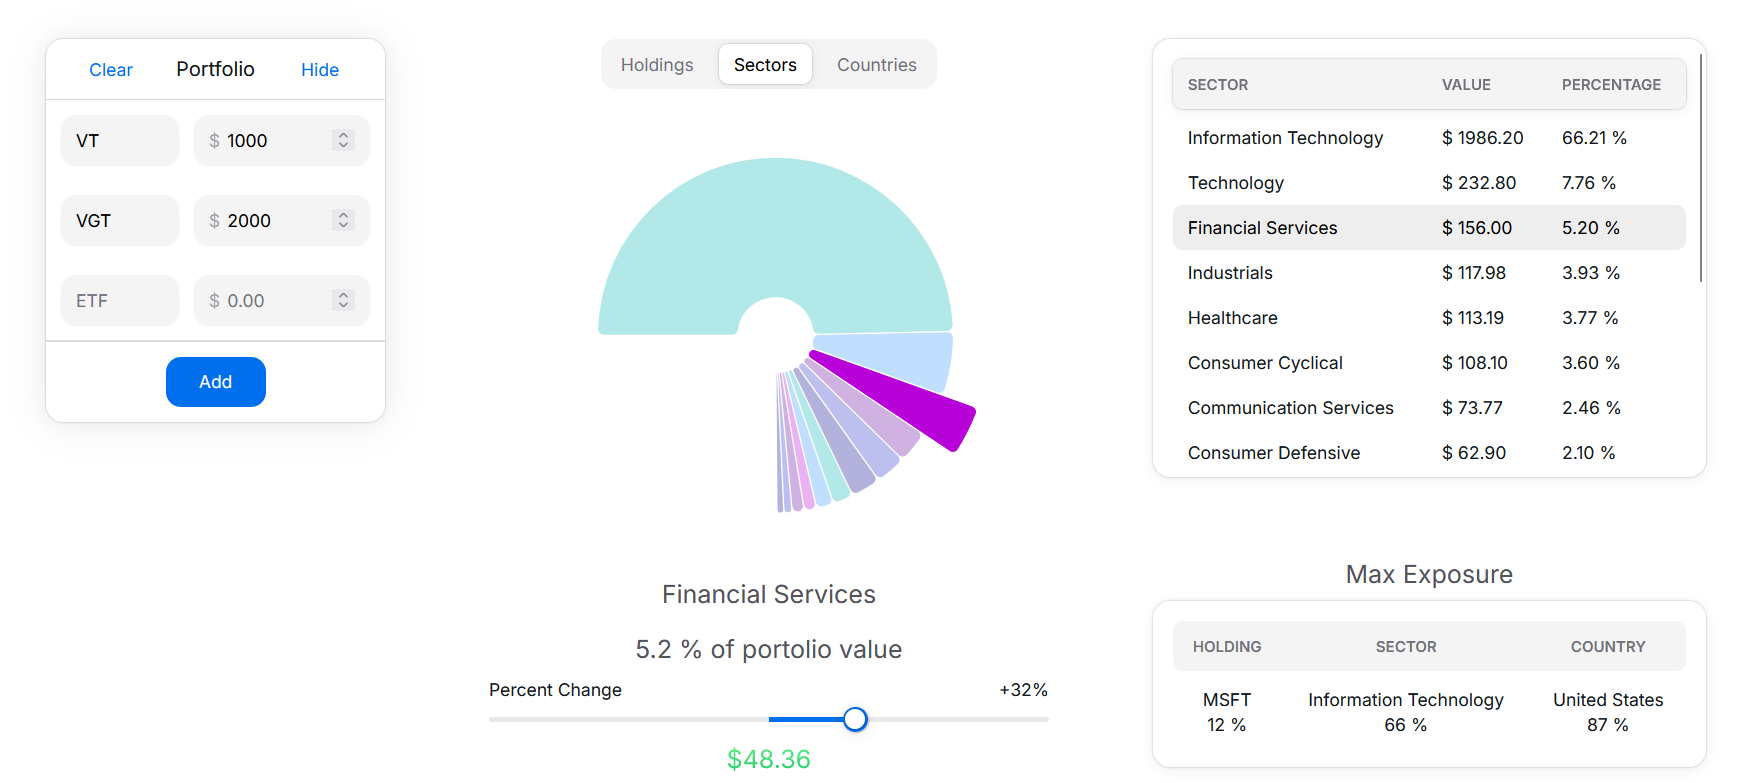 Clear Portfolio Hide
VT $ 1000
VGT $ 2000
ETF $ 0.00
Add
Holdings Sectors Countries
Financial Services
5.2 % of portolio value
Percent Change +32%
$48.36
SECTOR VALUE PERCENTAGE
Information Technology $ 1986.20 66.21 %
Technology $ 232.80 7.76 %
Financial Services $ 156.00 5.20 %
Industrials $ 117.98 3.93 %
Healthcare $ 113.19 3.77 %
Consumer Cyclical $ 108.10 3.60 %
Communication Services $ 73.77 2.46 %
Consumer Defensive $ 62.90 2.10 %
Max Exposure
HOLDING SECTOR COUNTRY
MSFT Information Technology United States
12 % 66 % 87 %